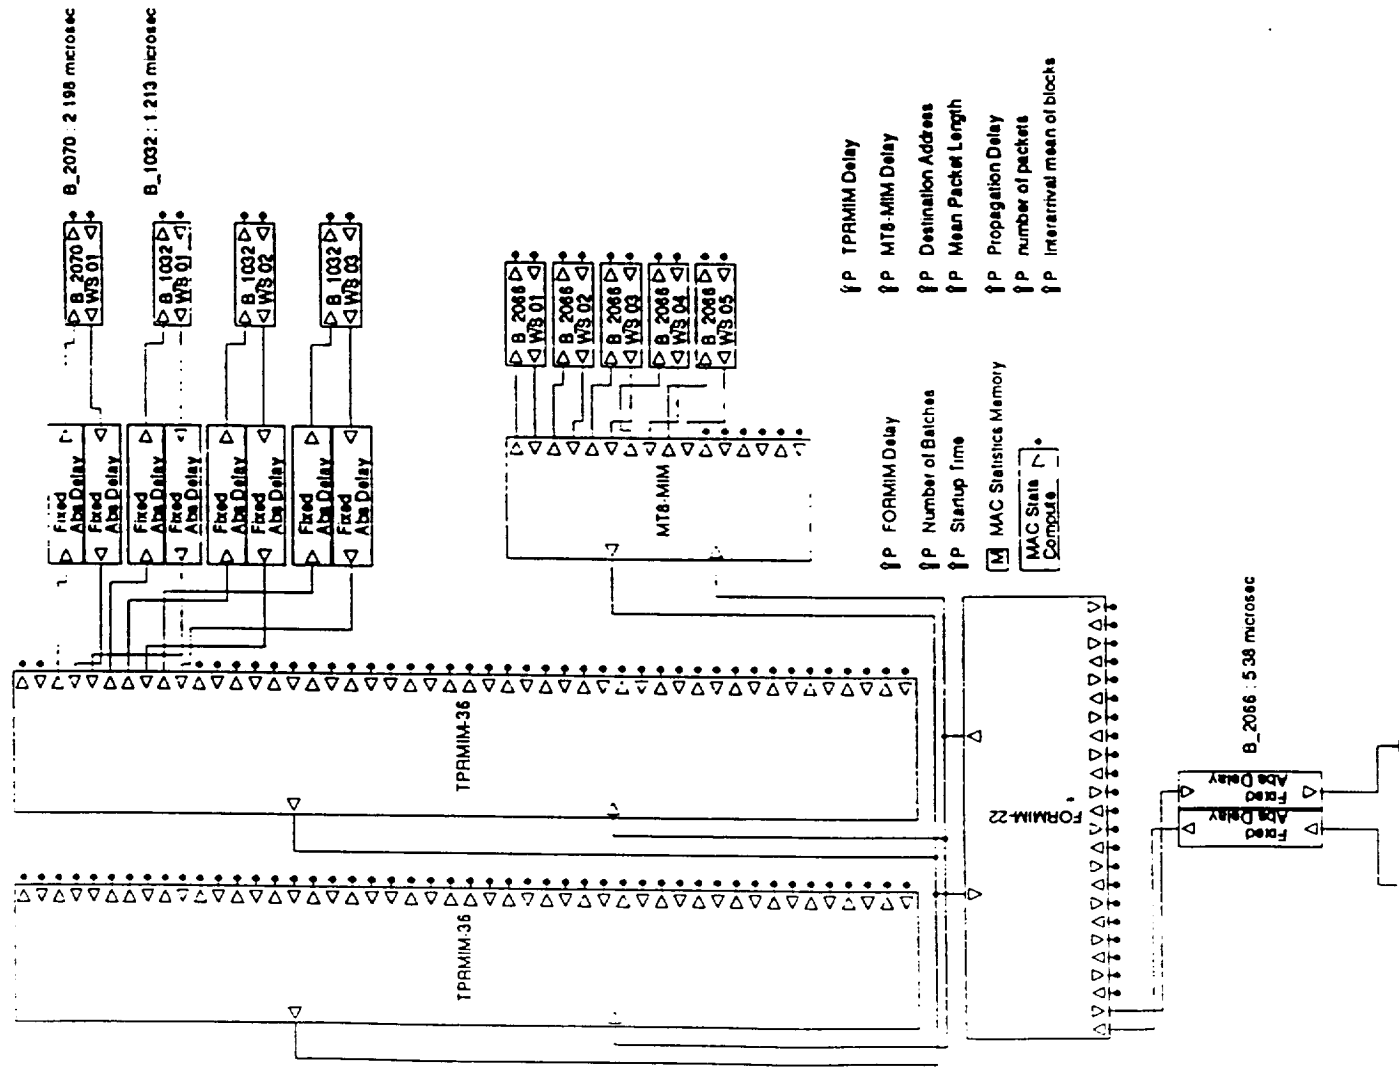 B_2070 : 2 198 microsec
B_1032 : 1.213 microsec
B_2070
WS 01
B 1032
WS 01
B 1032
WS 02
B 1032
WS 03
Fixed
Abs Delay
Fixed
Abs Delay
Fixed
Abs Delay
Fixed
Abs Delay
Fixed
Abs Delay
Fixed
Abs Delay
Fixed
Abs Delay
Fixed
Abs Delay
B_2066
WS 01
B_2066
WS 02
B_2066
WS 03
B_2066
WS 04
B_2066
WS 05
MT8-MIM
TPRMIM-36
TPRMIM-36
FORMIM-22
⇑P TPRMIM Delay
⇑P MT8-MIM Delay
⇑P Destination Address
⇑P Mean Packet Length
⇑P Propagation Delay
⇑P number of packets
⇑P Interarrival mean of blocks
⇑P FORMIM Delay
⇑P Number of Batches
⇑P Startup Time
M MAC Statistics Memory
MAC Stats
Compute
B_2066 : 538 microsec
Fixed
Abs Delay
Fixed
Abs Delay